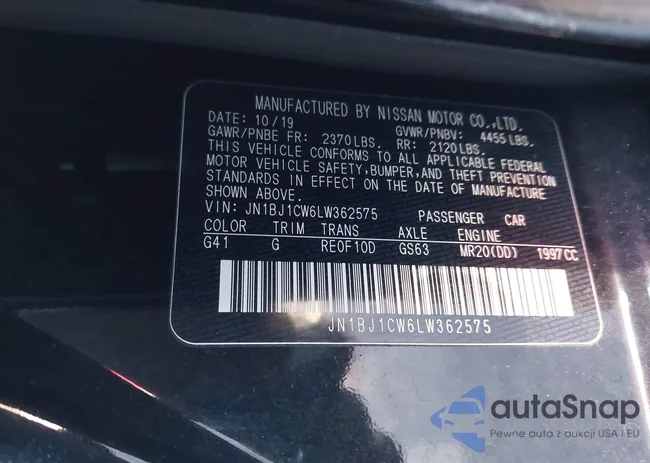 MANUFACTURED BY NISSAN MOTOR CO.,LTD.
DATE: 10/19 GVWR/PNBV: 4455 LBS.
GAWR/PNBE FR: 2370LBS. RR: 2120LBS.
THIS VEHICLE CONFORMS TO ALL APPLICABLE FEDERAL
MOTOR VEHICLE SAFETY,BUMPER,AND THEFT PREVENTION
STANDARDS IN EFFECT ON THE DATE OF MANUFACTURE
SHOWN ABOVE.
VIN: JN1BJ1CW6LW362575 PASSENGER CAR
COLOR TRIM TRANS AXLE ENGINE
G41 G RE0F10D GS63 MR20(DD) 1997CC
JN1BJ1CW6LW362575
autaSnap
Pewne auta z aukcji USA i EU